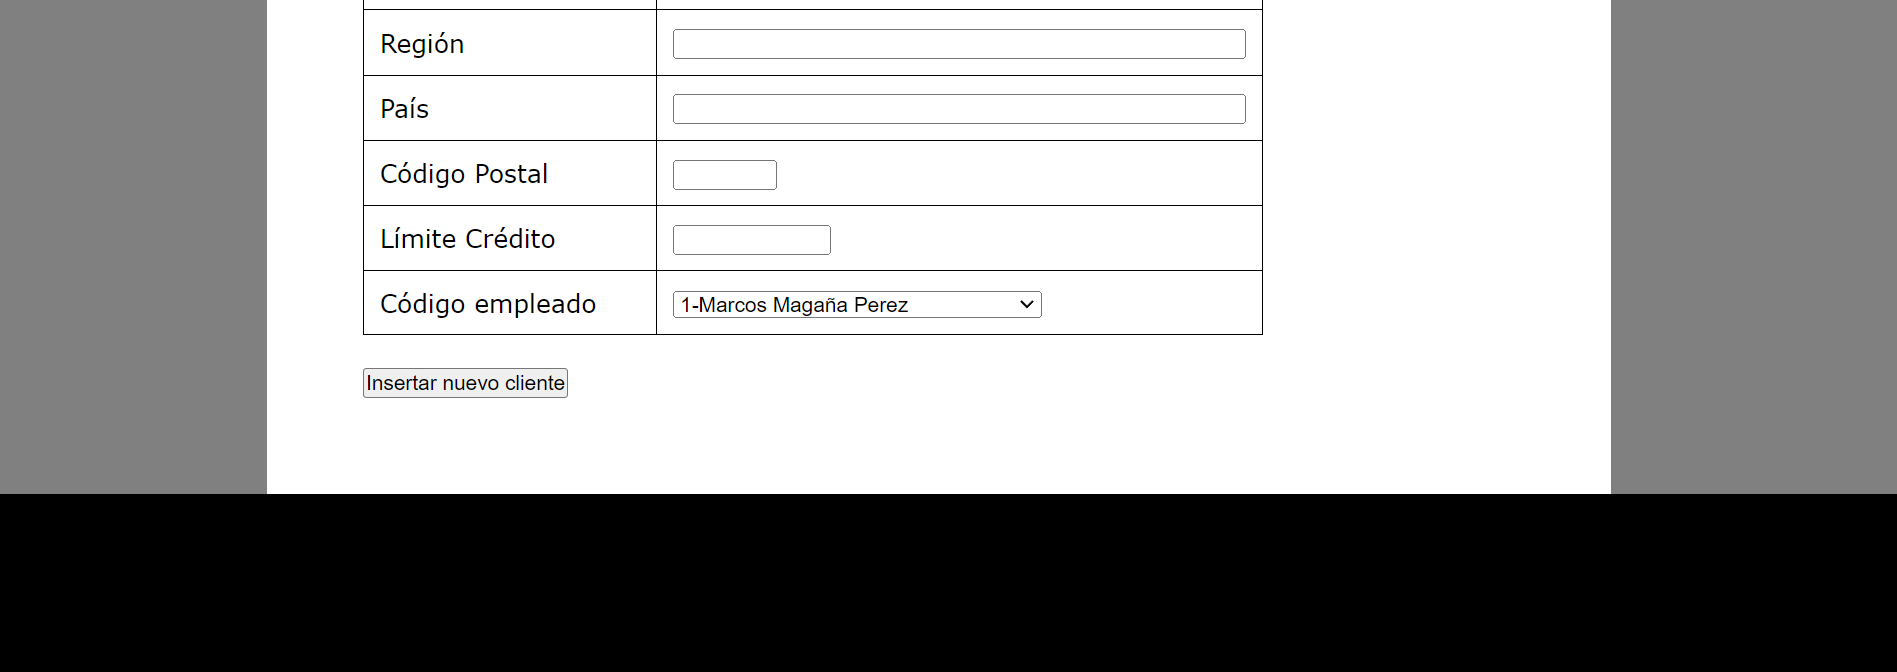 Región
País
Código Postal
Límite Crédito
Código empleado 1-Marcos Magaña Perez
Insertar nuevo cliente